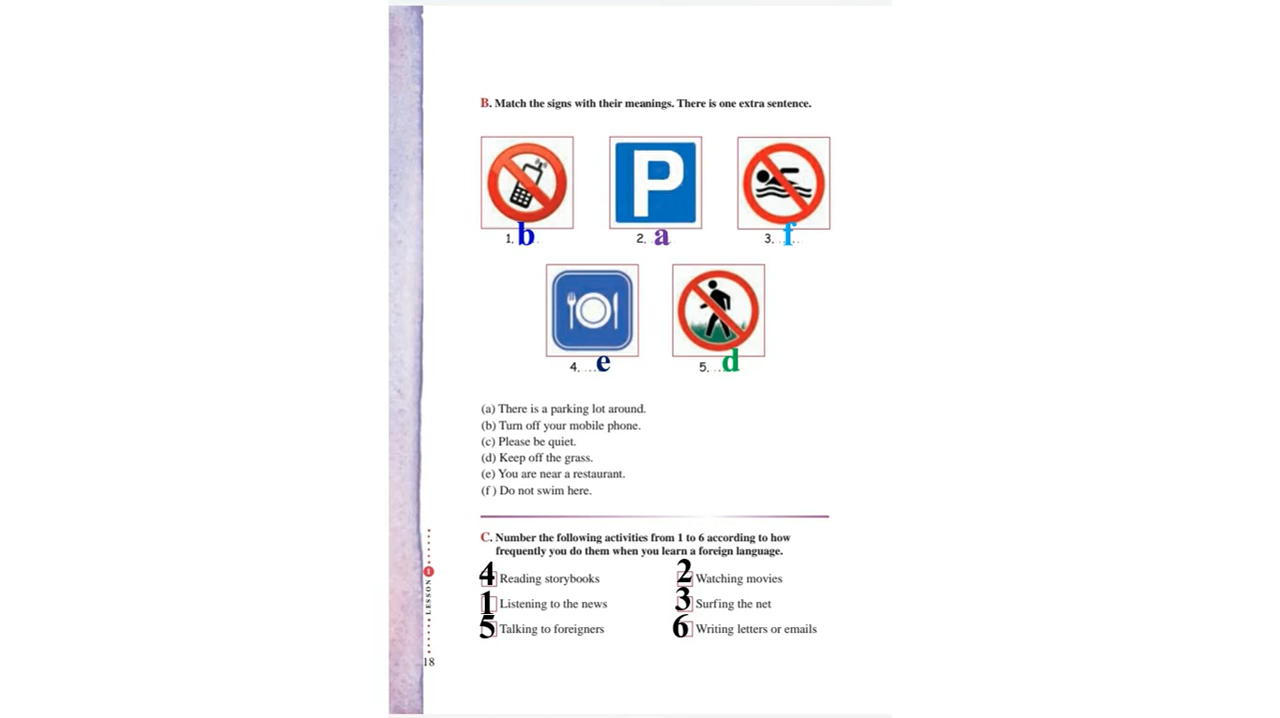 B. Match the signs with their meanings. There is one extra sentence.
P
1. b
2. a
3. f
4. ...e
5. ..d
(a) There is a parking lot around.
(b) Turn off your mobile phone.
(c) Please be quiet.
(d) Keep off the grass.
(e) You are near a restaurant.
(f) Do not swim here.
C. Number the following activities from 1 to 6 according to how
frequently you do them when you learn a foreign language.
4 Reading storybooks
2 Watching movies
1 Listening to the news
3 Surfing the net
5 Talking to foreigners
6 Writing letters or emails
LESSON 1
18